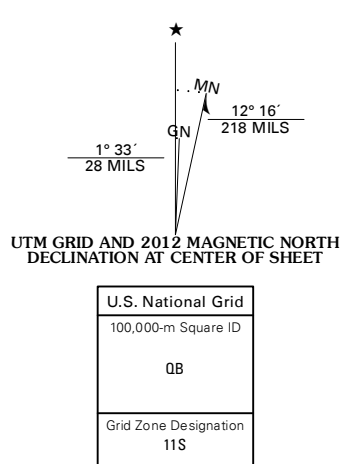 ★
MN
12° 16´
218 MILS
GN
1° 33´
28 MILS
UTM GRID AND 2012 MAGNETIC NORTH
DECLINATION AT CENTER OF SHEET
U.S. National Grid
100,000-m Square ID
QB
Grid Zone Designation
11S